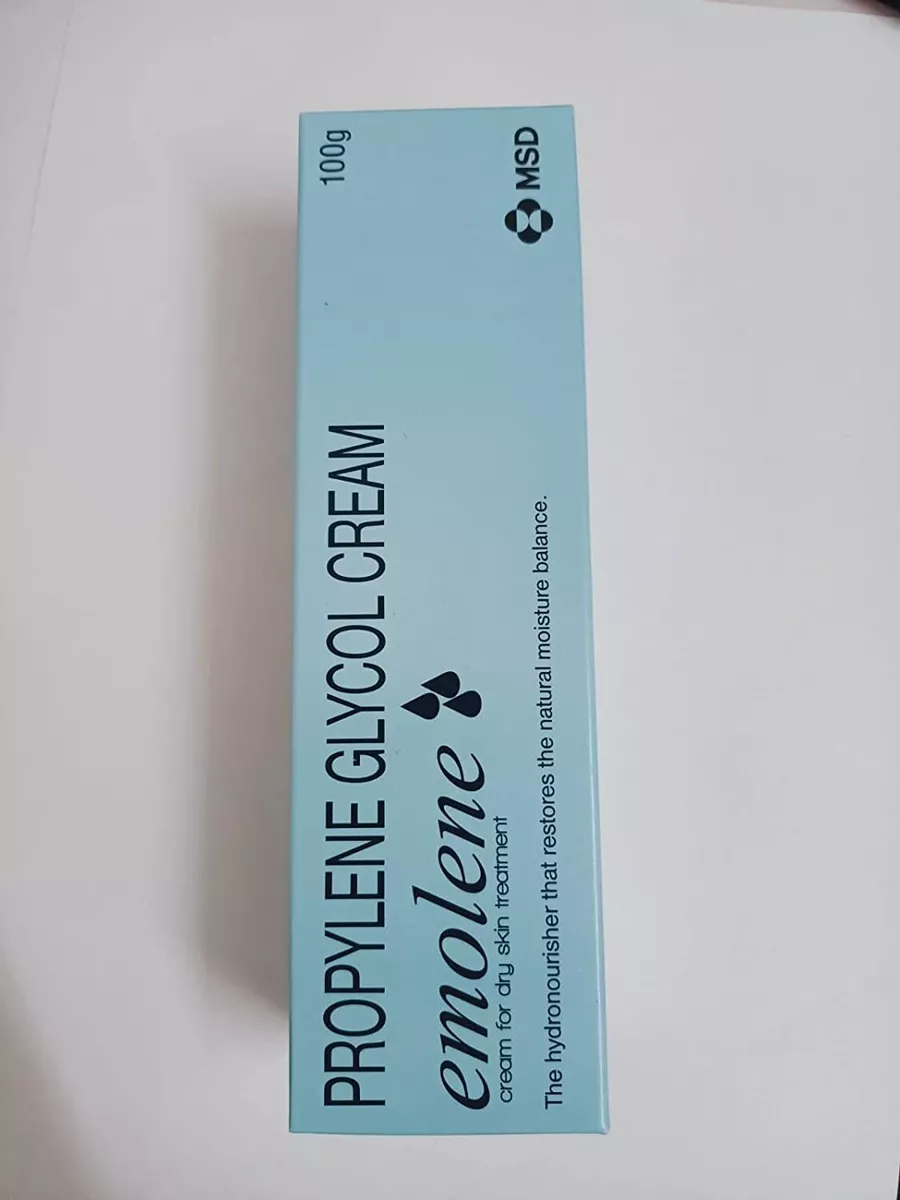 PROPYLENE GLYCOL CREAM
100g
emolene
cream for dry skin treatment
The hydronourisher that restores the natural moisture balance.
MSD